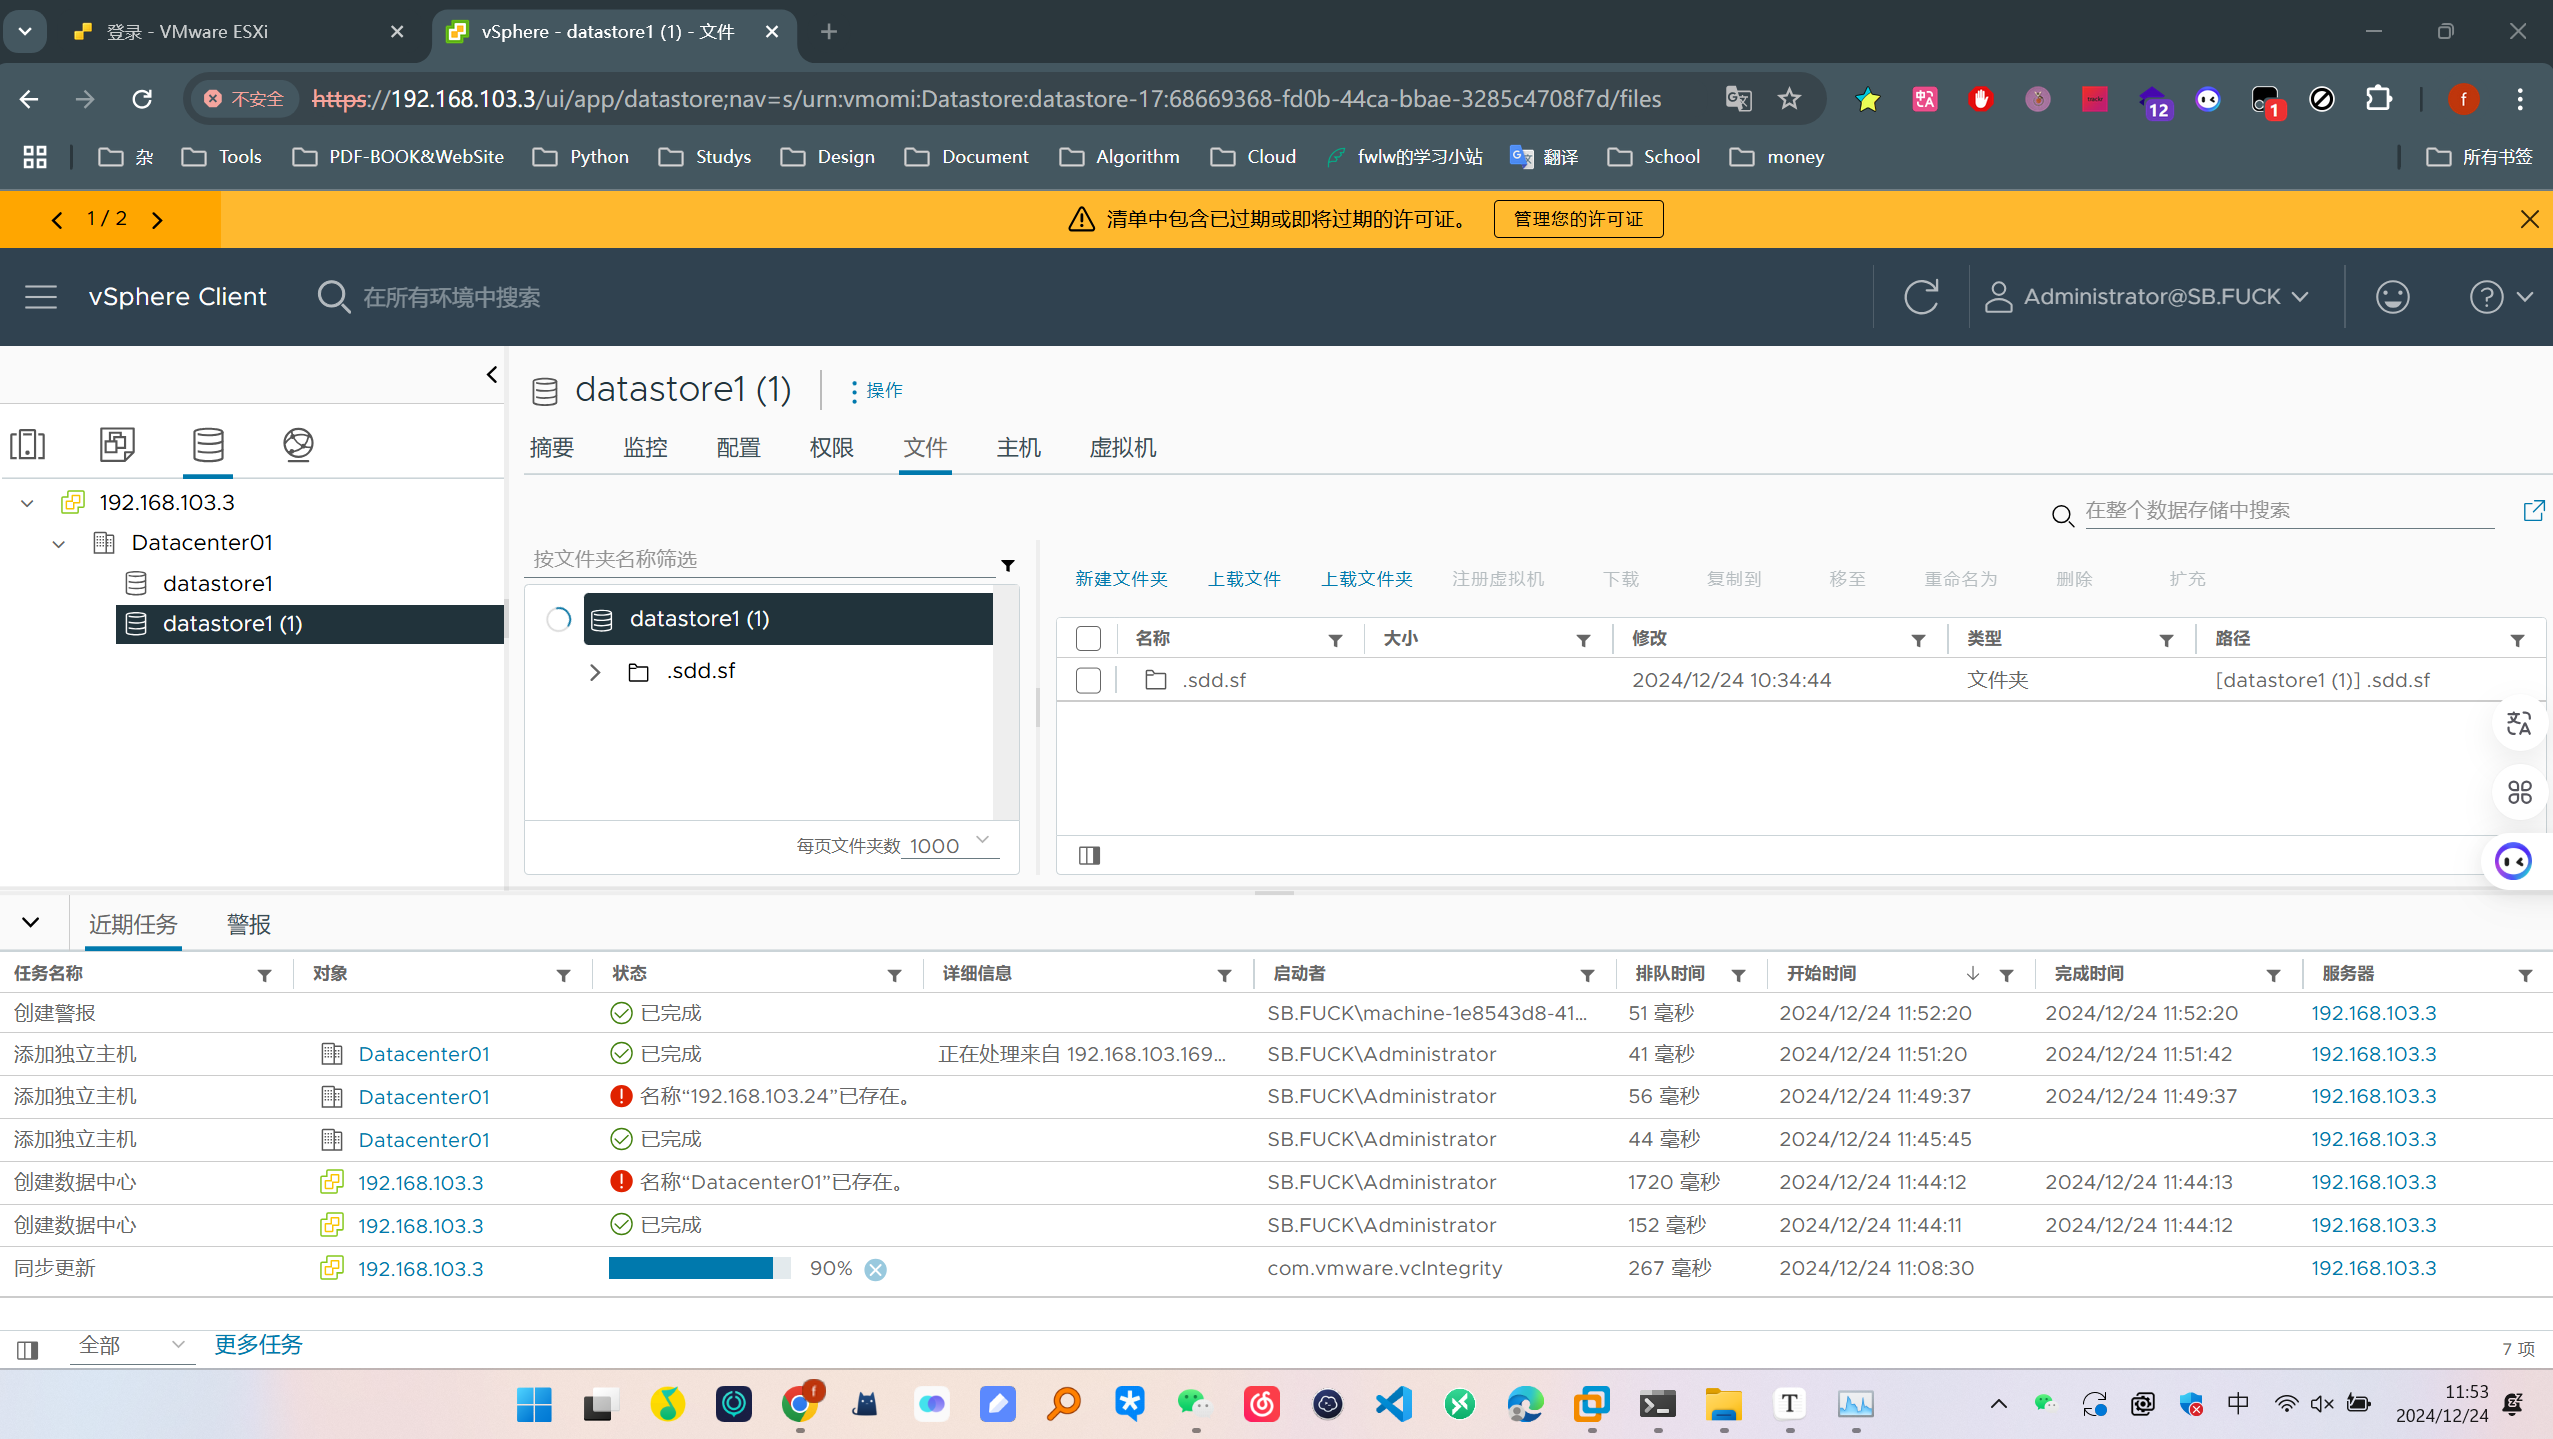 登录 - VMware ESXi
vSphere - datastore1 (1) - 文件
不安全
https://192.168.103.3/ui/app/datastore;nav=s/urn:vmomi:Datastore:datastore-17:68669368-fd0b-44ca-bbae-3285c4708f7d/files
12
1
f
杂
Tools
PDF-BOOK&WebSite
Python
Studys
Design
Document
Algorithm
Cloud
fwlw的学习小站
翻译
School
money
所有书签
1 / 2
清单中包含已过期或即将过期的许可证。
管理您的许可证
vSphere Client
在所有环境中搜索
Administrator@SB.FUCK
192.168.103.3
Datacenter01
datastore1
datastore1 (1)
datastore1 (1)
操作
摘要
监控
配置
权限
文件
主机
虚拟机
在整个数据存储中搜索
按文件夹名称筛选
datastore1 (1)
.sdd.sf
每页文件夹数 1000
新建文件夹 上载文件 上载文件夹 注册虚拟机 下载 复制到 移至 重命名为 删除 扩充
名称 大小 修改 类型 路径
.sdd.sf 2024/12/24 10:34:44 文件夹 [datastore1 (1)] .sdd.sf
近期任务 警报
任务名称 对象 状态 详细信息 启动者 排队时间 开始时间 完成时间 服务器
创建警报 已完成 SB.FUCK\machine-1e8543d8-41... 51 毫秒 2024/12/24 11:52:20 2024/12/24 11:52:20 192.168.103.3
添加独立主机 Datacenter01 已完成 正在处理来自 192.168.103.169... SB.FUCK\Administrator 41 毫秒 2024/12/24 11:51:20 2024/12/24 11:51:42 192.168.103.3
添加独立主机 Datacenter01 名称“192.168.103.24”已存在。 SB.FUCK\Administrator 56 毫秒 2024/12/24 11:49:37 2024/12/24 11:49:37 192.168.103.3
添加独立主机 Datacenter01 已完成 SB.FUCK\Administrator 44 毫秒 2024/12/24 11:45:45 192.168.103.3
创建数据中心 192.168.103.3 名称“Datacenter01”已存在。 SB.FUCK\Administrator 1720 毫秒 2024/12/24 11:44:12 2024/12/24 11:44:13 192.168.103.3
创建数据中心 192.168.103.3 已完成 SB.FUCK\Administrator 152 毫秒 2024/12/24 11:44:11 2024/12/24 11:44:12 192.168.103.3
同步更新 192.168.103.3 90% com.vmware.vcIntegrity 267 毫秒 2024/12/24 11:08:30 192.168.103.3
全部 更多任务 7 项
f
T
中
11:53
2024/12/24